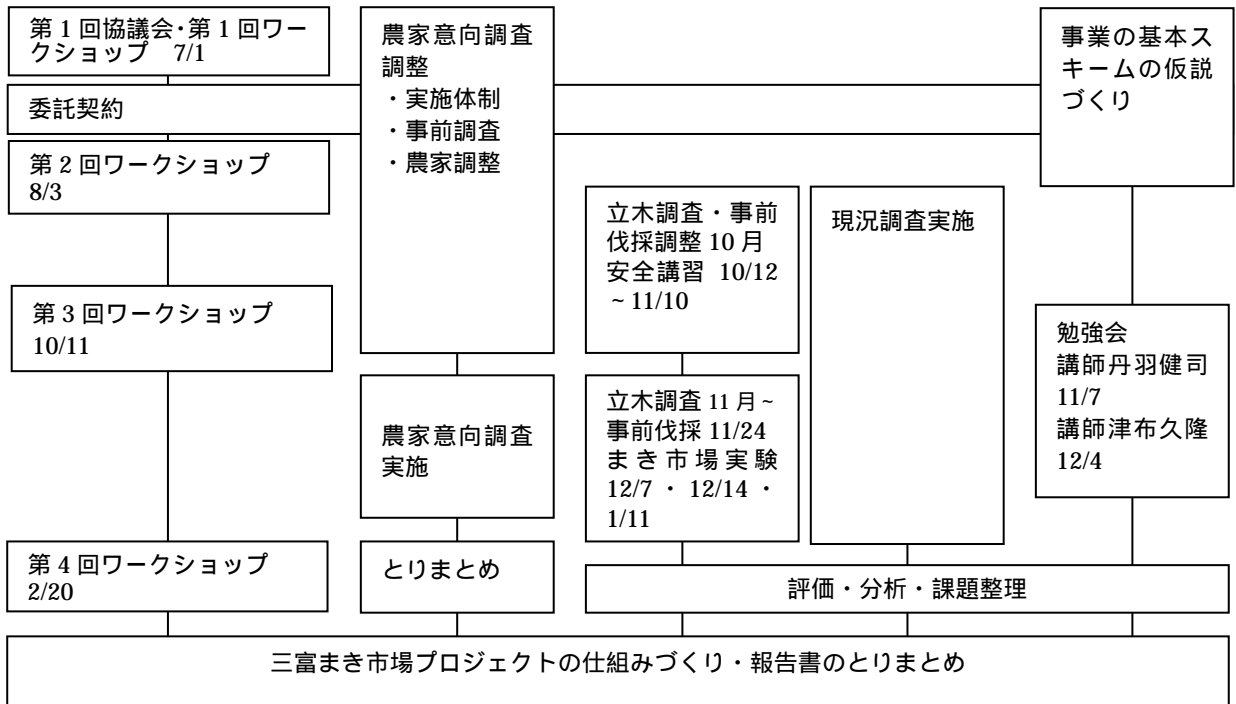 第1回協議会・第1回ワー
クショップ　7/1
委託契約
第2回ワークショップ
8/3
第3回ワークショップ
10/11
第4回ワークショップ
2/20
農家意向調査
調整
・実施体制
・事前調査
・農家調整
農家意向調査
実施
とりまとめ
立木調査・事前
伐採調整 10月
安全講習 10/12
~11/10
立木調査 11月~
事前伐採 11/24
まき市場実験
12/7・12/14・
1/11
現況調査実施
事業の基本ス
キームの仮説
づくり
勉強会
講師丹羽健司
11/7
講師津布久隆
12/4
評価・分析・課題整理
三富まき市場プロジェクトの仕組みづくり・報告書のとりまとめ